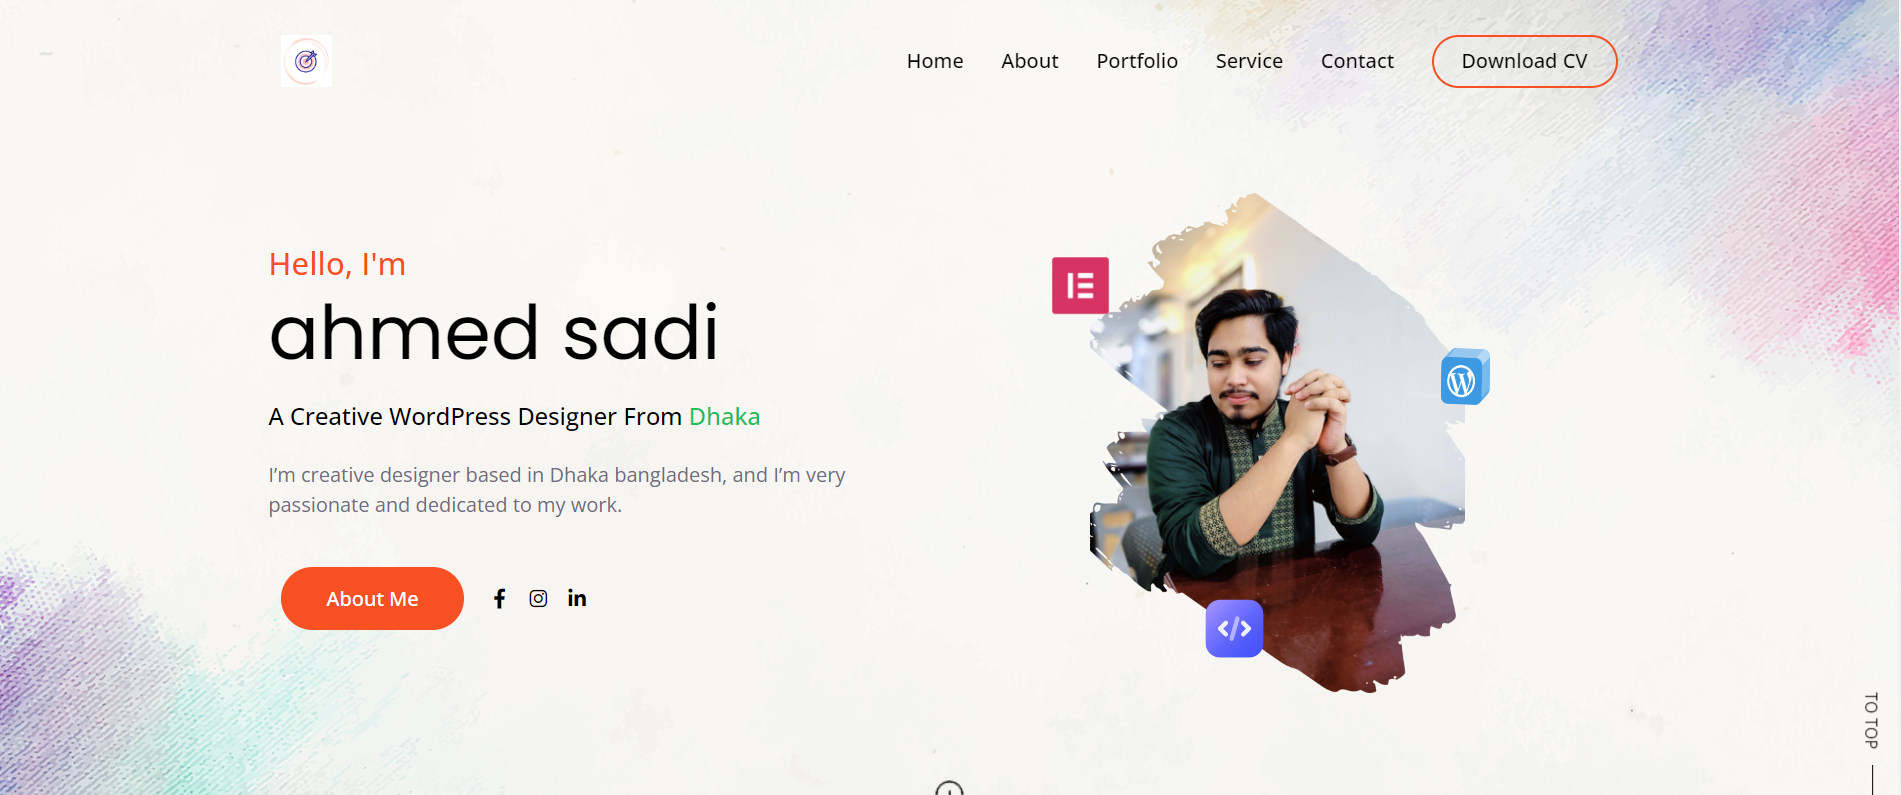 Home About Portfolio Service Contact Download CV
Hello, I'm
ahmed sadi
A Creative WordPress Designer From Dhaka
I’m creative designer based in Dhaka bangladesh, and I’m very
passionate and dedicated to my work.
About Me
TO TOP